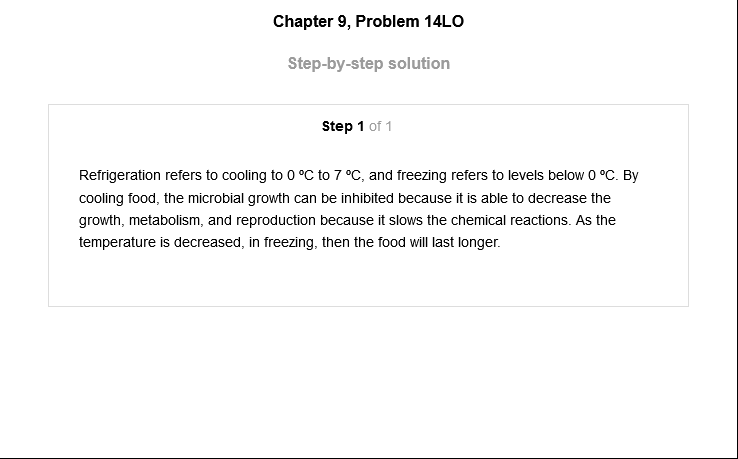 Chapter 9, Problem 14LO
Step-by-step solution
Step 1 of 1
Refrigeration refers to cooling to 0 ºC to 7 ºC, and freezing refers to levels below 0 ºC. By
cooling food, the microbial growth can be inhibited because it is able to decrease the
growth, metabolism, and reproduction because it slows the chemical reactions. As the
temperature is decreased, in freezing, then the food will last longer.